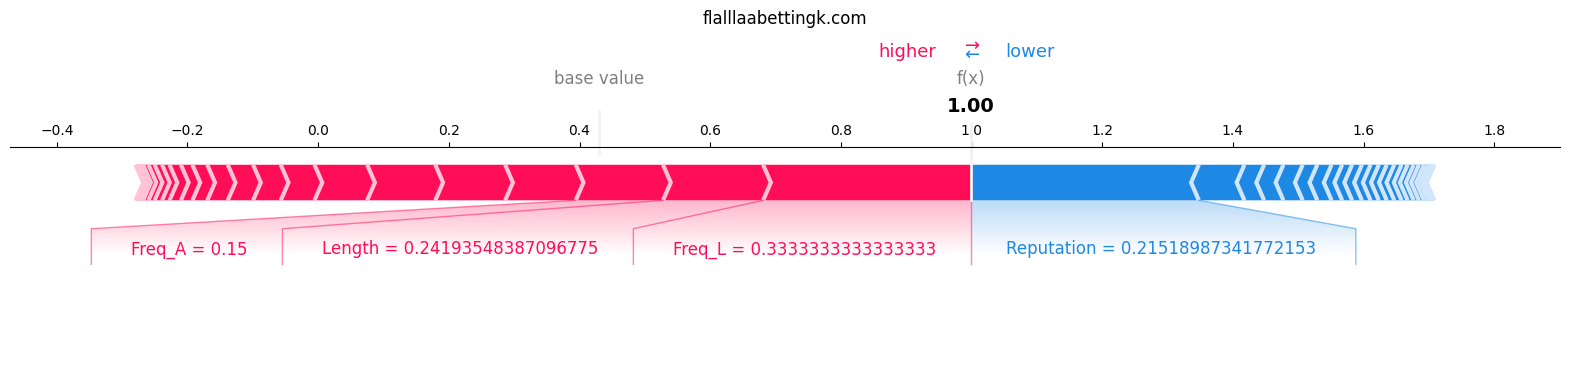 flalllaabettingk.com
higher → lower
←
base value f(x)
1.00
−0.4 −0.2 0.0 0.2 0.4 0.6 0.8 1.0 1.2 1.4 1.6 1.8
Freq_A = 0.15 Length = 0.24193548387096775 Freq_L = 0.3333333333333333 Reputation = 0.21518987341772153